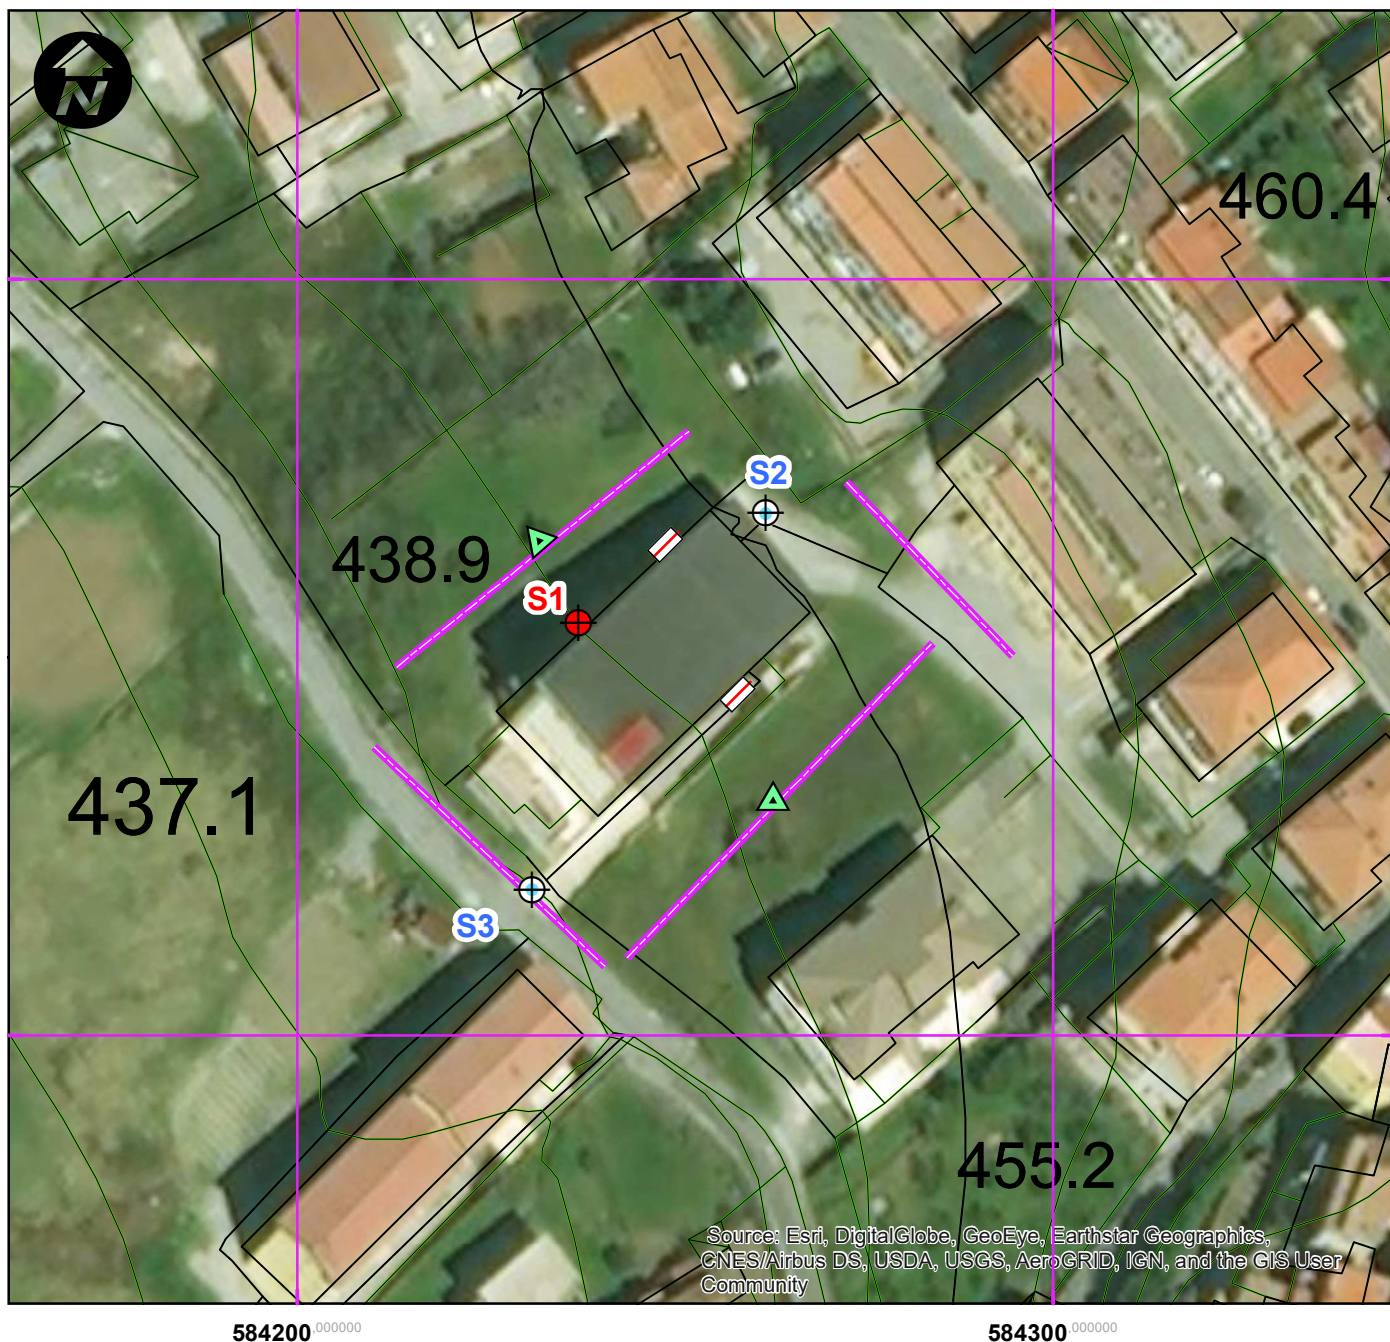 N
460.4
S2
438.9
S1
437.1
S3
455.2
Source: Esri, DigitalGlobe, GeoEye, Earthstar Geographics,
CNES/Airbus DS, USDA, USGS, AeroGRID, IGN, and the GIS User
Community
584200.000000
584300.000000